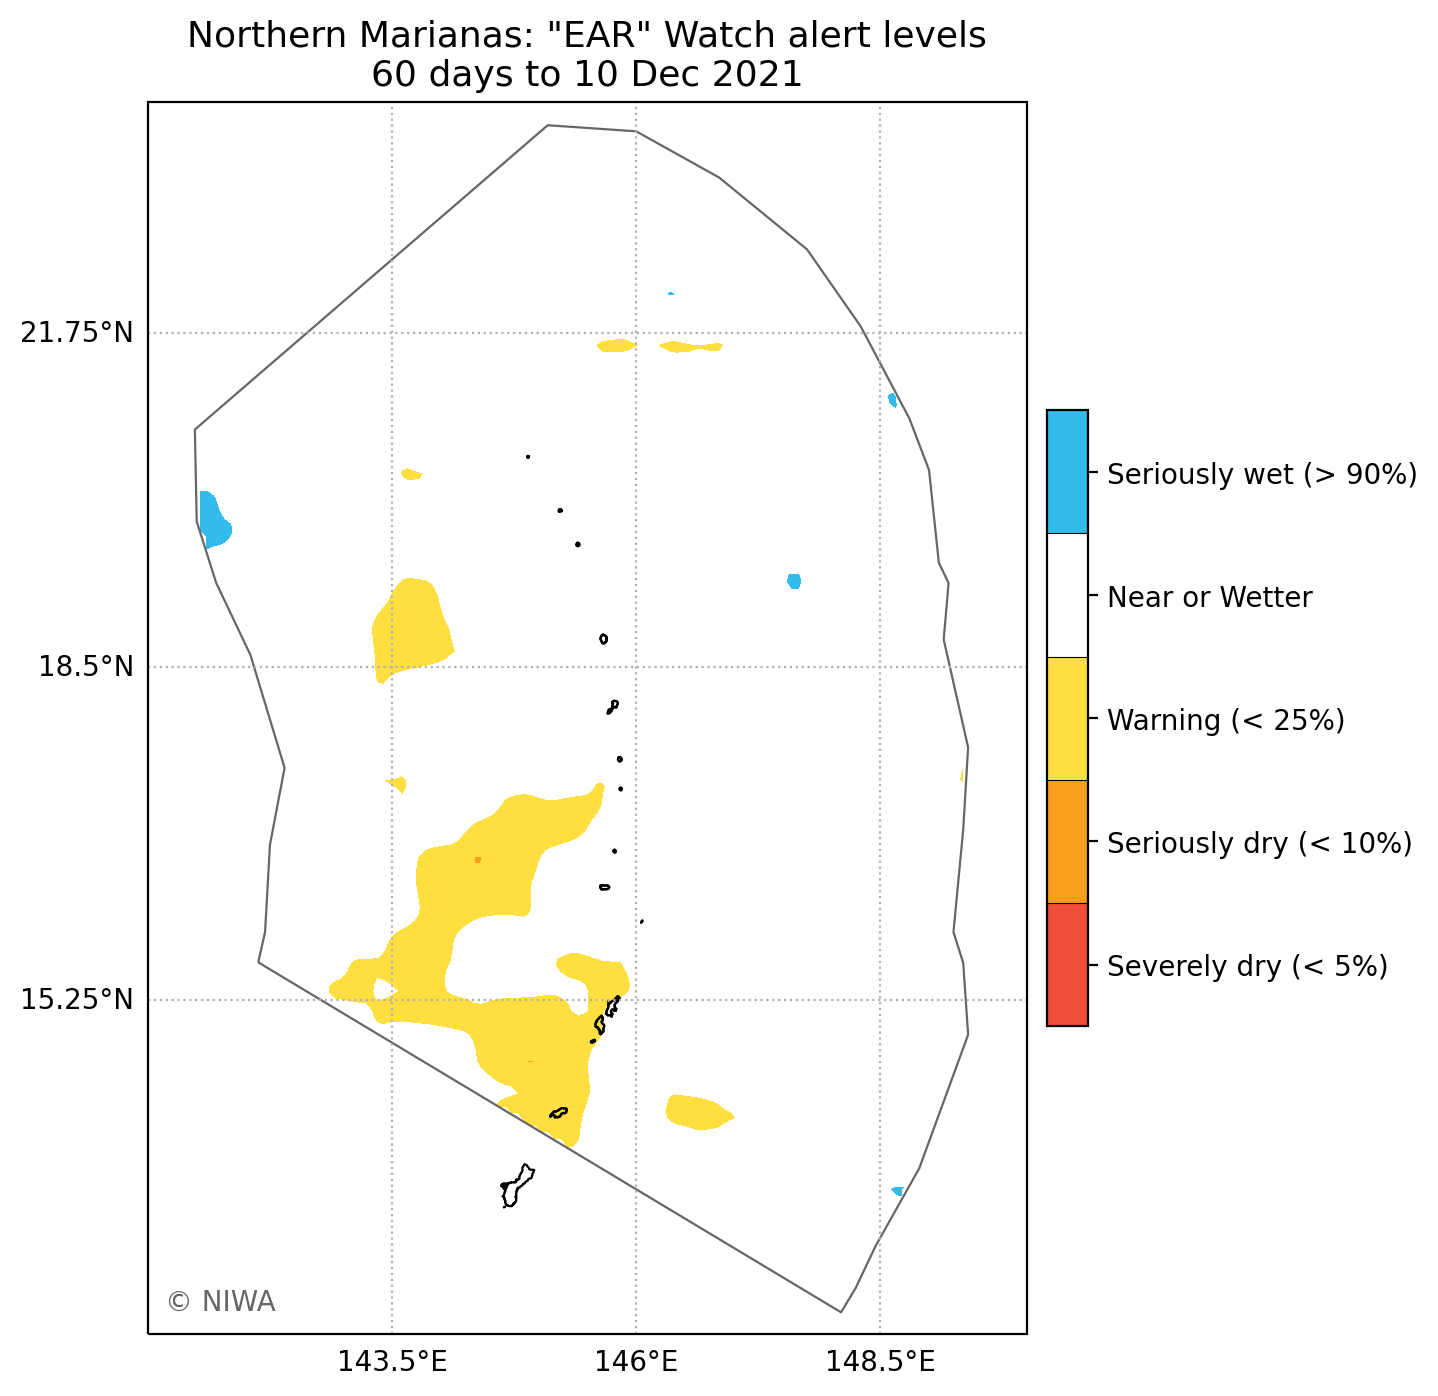 Northern Marianas: "EAR" Watch alert levels
60 days to 10 Dec 2021
21.75°N
18.5°N
15.25°N
143.5°E
146°E
148.5°E
Seriously wet (> 90%)
Near or Wetter
Warning (< 25%)
Seriously dry (< 10%)
Severely dry (< 5%)
© NIWA